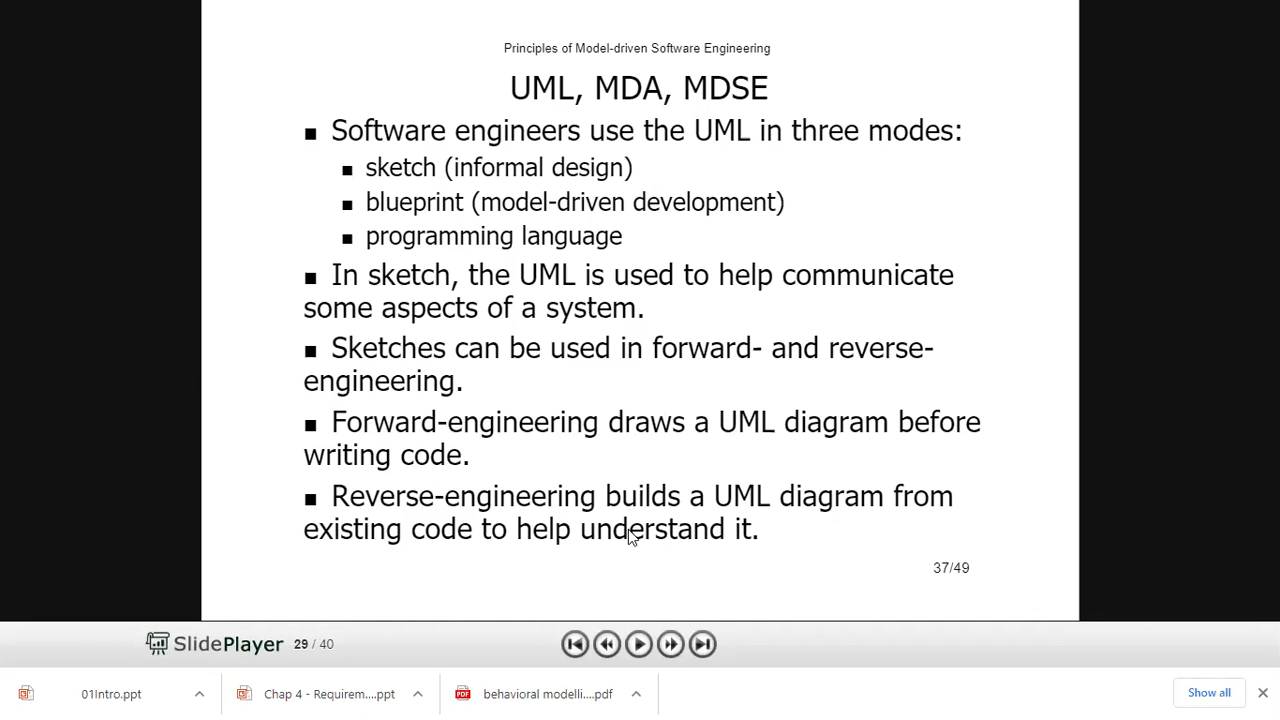 Principles of Model-driven Software Engineering
UML, MDA, MDSE
■ Software engineers use the UML in three modes:
■ sketch (informal design)
■ blueprint (model-driven development)
■ programming language
■ In sketch, the UML is used to help communicate
some aspects of a system.
■ Sketches can be used in forward- and reverse-
engineering.
■ Forward-engineering draws a UML diagram before
writing code.
■ Reverse-engineering builds a UML diagram from
existing code to help understand it.
37/49
SlidePlayer 29 / 40
01Intro.ppt Chap 4 - Requirem....ppt PDF behavioral modelli....pdf Show all